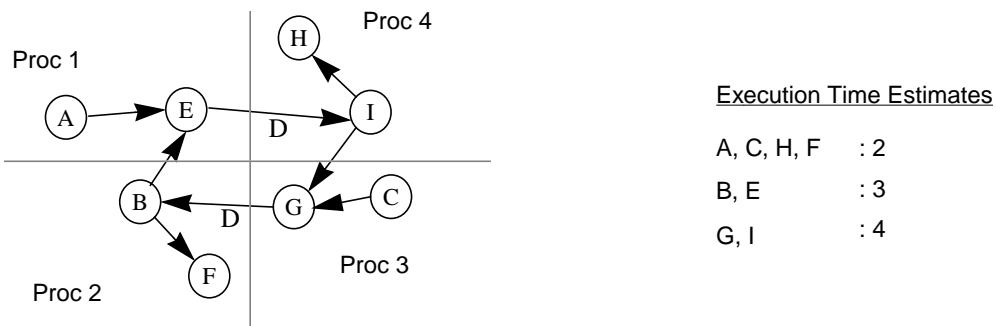 Proc 4
H
Proc 1
A
E
D
I
B
D
G
C
F
Proc 3
Proc 2
Execution Time Estimates
A, C, H, F : 2
B, E : 3
G, I : 4